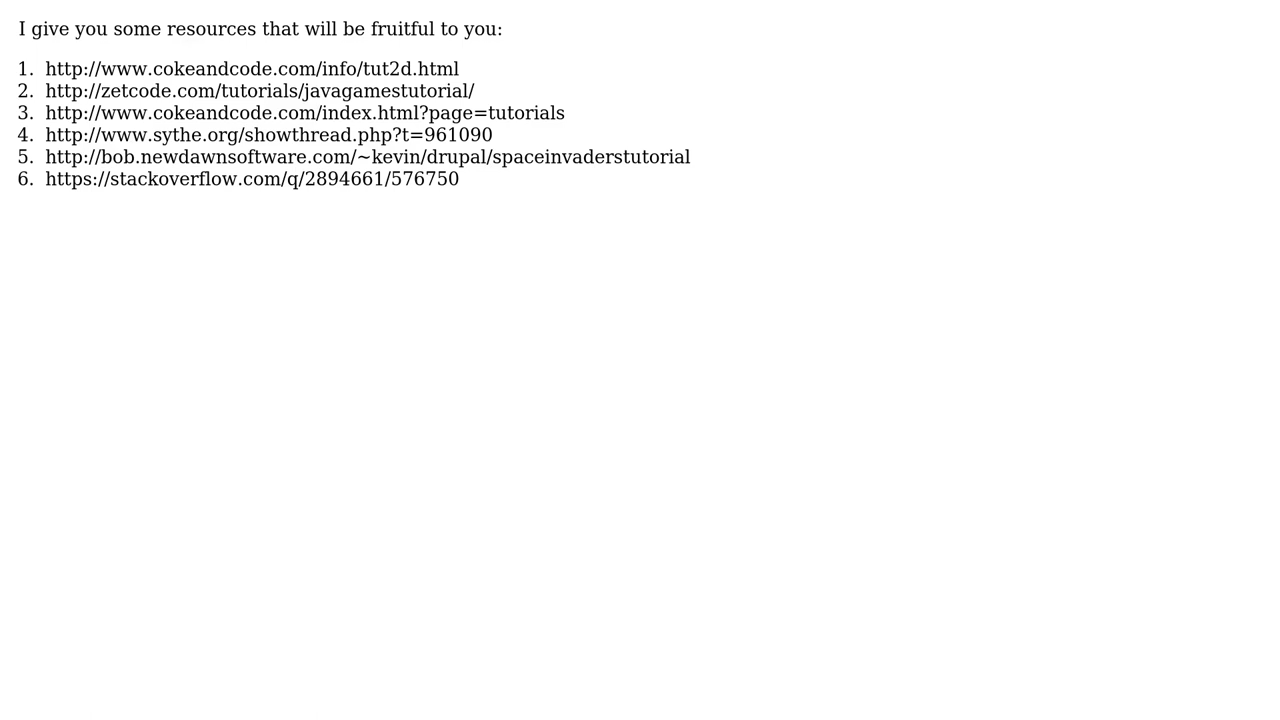 I give you some resources that will be fruitful to you:
1. http://www.cokeandcode.com/info/tut2d.html
2. http://zetcode.com/tutorials/javagamestutorial/
3. http://www.cokeandcode.com/index.html?page=tutorials
4. http://www.sythe.org/showthread.php?t=961090
5. http://bob.newdawnsoftware.com/~kevin/drupal/spaceinvaderstutorial
6. https://stackoverflow.com/q/2894661/576750